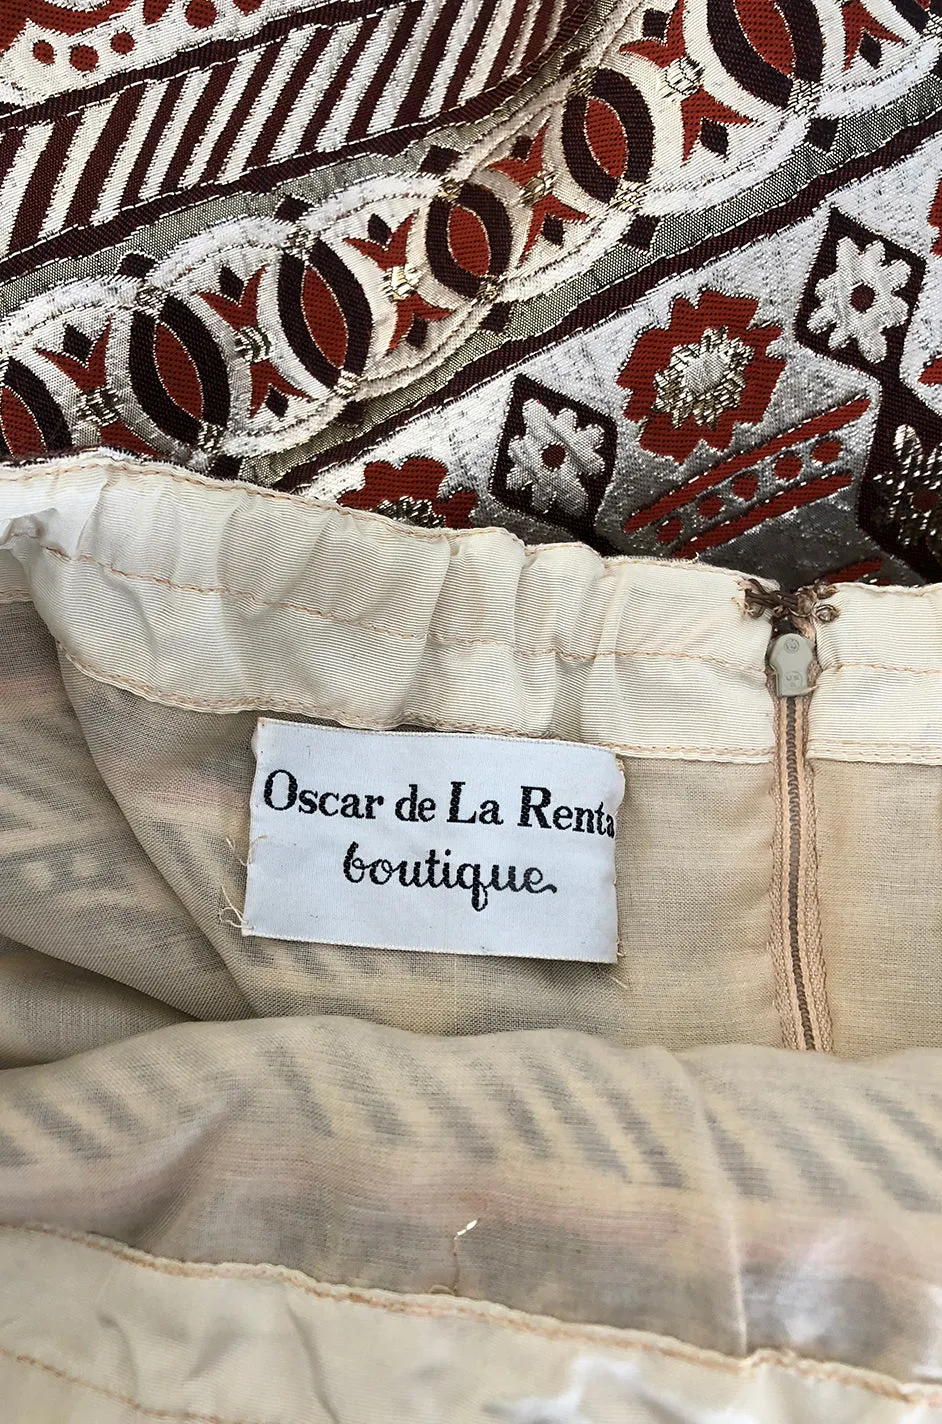 Oscar de La Renta
boutique